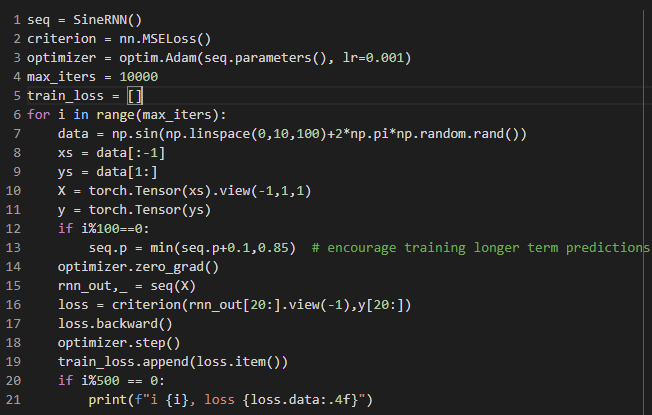 1 seq = SineRNN()
2 criterion = nn.MSELoss()
3 optimizer = optim.Adam(seq.parameters(), lr=0.001)
4 max_iters = 10000
5 train_loss = []
6 for i in range(max_iters):
7     data = np.sin(np.linspace(0,10,100)+2*np.pi*np.random.rand())
8     xs = data[:-1]
9     ys = data[1:]
10     X = torch.Tensor(xs).view(-1,1,1)
11     y = torch.Tensor(ys)
12     if i%100==0:
13         seq.p = min(seq.p+0.1,0.85)  # encourage training longer term predictions
14     optimizer.zero_grad()
15     rnn_out,_ = seq(X)
16     loss = criterion(rnn_out[20:].view(-1),y[20:])
17     loss.backward()
18     optimizer.step()
19     train_loss.append(loss.item())
20     if i%500 == 0:
21         print(f"i {i}, loss {loss.data:.4f}")